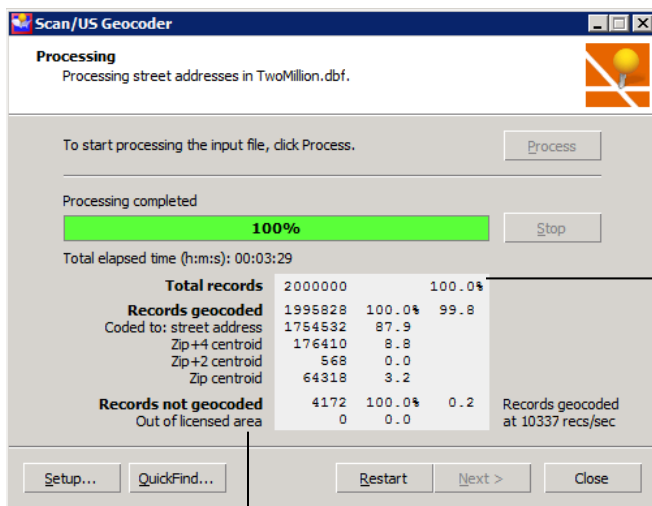 Scan/US Geocoder
Processing
Processing street addresses in TwoMillion.dbf.
To start processing the input file, click Process.
Process
Processing completed
100%
Stop
Total elapsed time (h:m:s): 00:03:29
Total records 2000000 100.0%
Records geocoded 1995828 100.0% 99.8
Coded to: street address 1754532 87.9
Zip+4 centroid 176410 8.8
Zip+2 centroid 568 0.0
Zip centroid 64318 3.2
Records not geocoded 4172 100.0% 0.2 Records geocoded
Out of licensed area 0 0.0 at 10337 recs/sec
Setup... QuickFind... Restart Next > Close